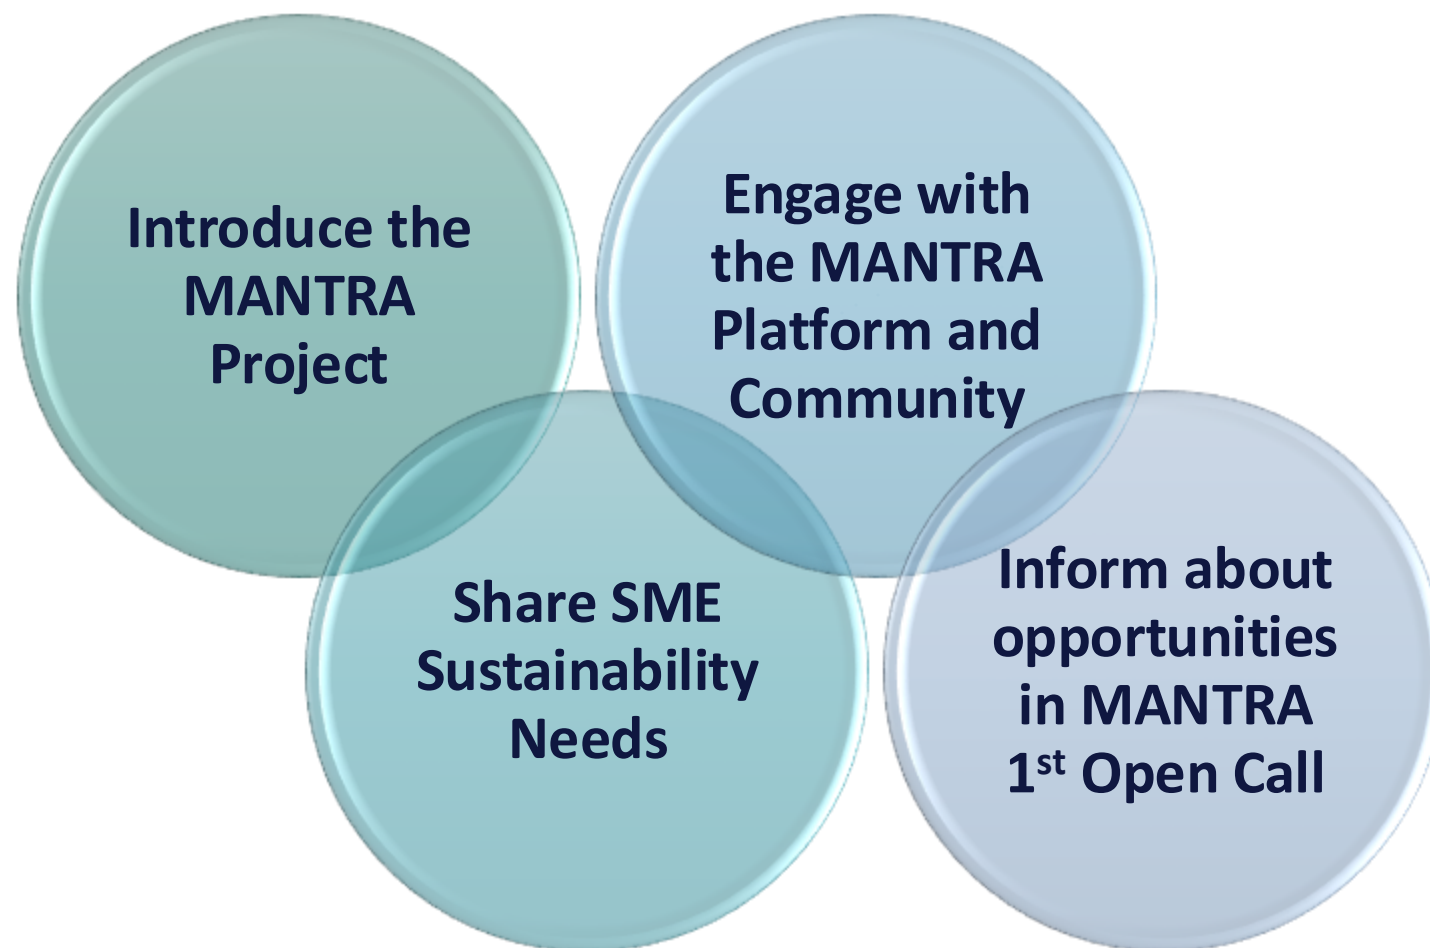 Introduce the
MANTRA
Project
Share SME
Sustainability
Needs
Engage with
the MANTRA
Platform and
Community
Inform about
opportunities
in MANTRA
1st Open Call